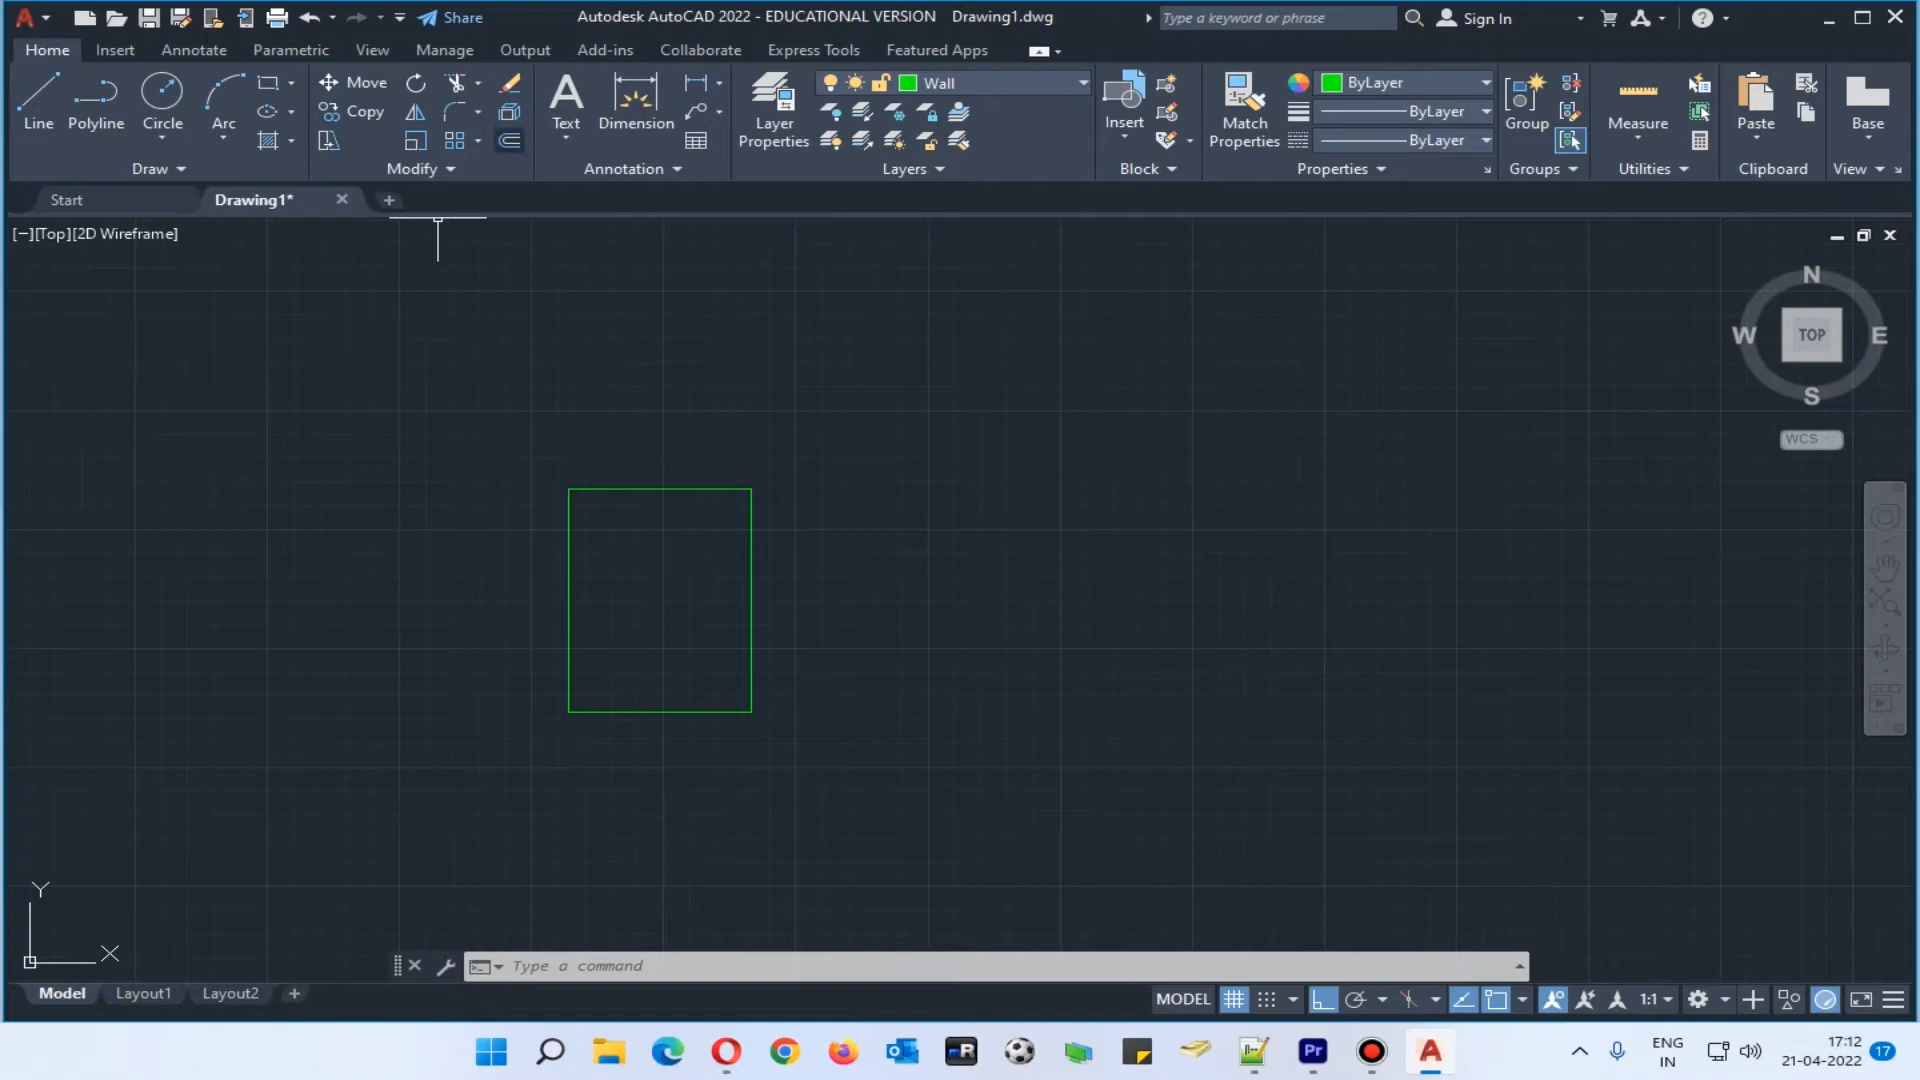 Share
Autodesk AutoCAD 2022 - EDUCATIONAL VERSION Drawing1.dwg
Type a keyword or phrase
Sign In
Home Insert Annotate Parametric View Manage Output Add-ins Collaborate Express Tools Featured Apps
Move
Wall
ByLayer
Copy
ByLayer
Line Polyline Circle Arc
Text Dimension
Layer Properties
Insert
Match Properties
ByLayer
Group
Measure
Paste
Base
Draw Modify Annotation Layers Block Properties Groups Utilities Clipboard View
Start Drawing1*
[−][Top][2D Wireframe]
N
W TOP E
S
WCS
Y
X
Type a command
Model Layout1 Layout2
MODEL 1:1
ENG
IN
17:12
21-04-2022
17
R
Pr
A